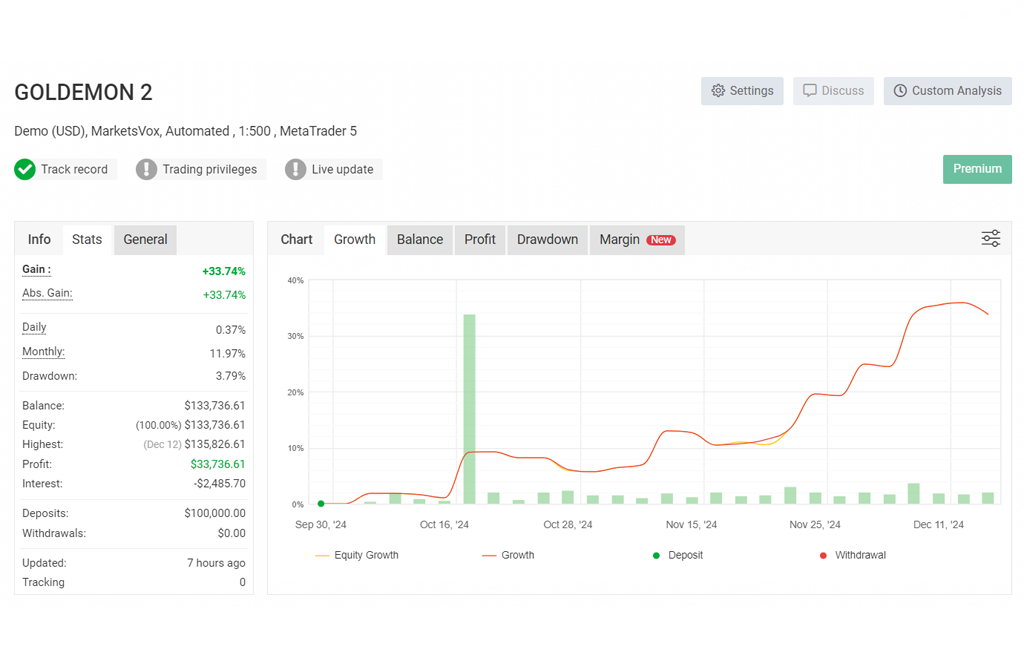 GOLDEMON 2
Settings
Discuss
Custom Analysis
Demo (USD), MarketsVox, Automated , 1:500 , MetaTrader 5
Track record
Trading privileges
Live update
Premium
Info Stats General
Gain : +33.74%
Abs. Gain: +33.74%
Daily 0.37%
Monthly: 11.97%
Drawdown: 3.79%
Balance: $133,736.61
Equity: (100.00%) $133,736.61
Highest: (Dec 12) $135,826.61
Profit: $33,736.61
Interest: -$2,485.70
Deposits: $100,000.00
Withdrawals: $0.00
Updated: 7 hours ago
Tracking 0
Chart Growth Balance Profit Drawdown Margin New
40%
30%
20%
10%
0%
Sep 30, '24 Oct 16, '24 Oct 28, '24 Nov 15, '24 Nov 25, '24 Dec 11, '24
Equity Growth Growth Deposit Withdrawal